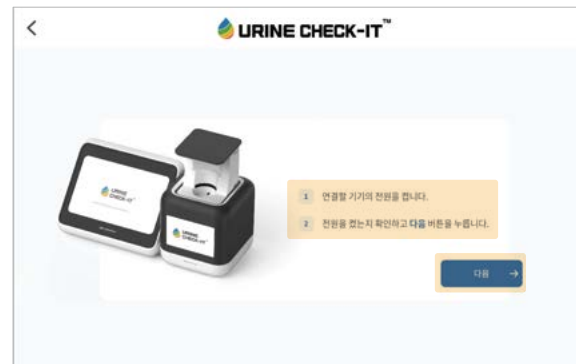 URINE CHECK-IT™
URINE
CHECK-IT™
URINE
CHECK-IT™
1 연결할 기기의 전원을 켭니다.
2 전원을 켰는지 확인하고 다음 버튼을 누릅니다.
다음 →